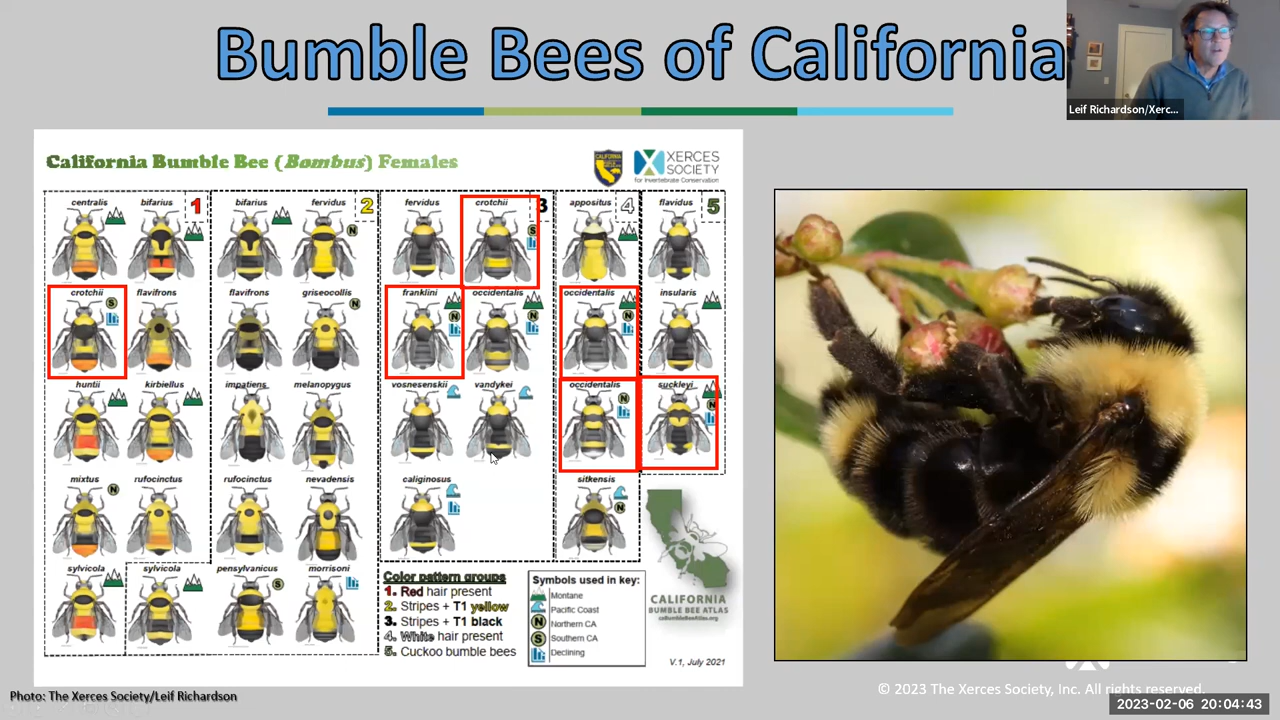 Bumble Bees of California
Leif Richardson/Xerc...
California Bumble Bee (Bombus) Females
XERCES
SOCIETY
for Invertebrate Conservation
centralis bifarius 1 bifarius fervidus 2 fervidus crotchii 3 appositus 4 flavidus 5
crotchii flavifrons flavifrons griseocollis franklini occidentalis occidentalis insularis
huntii kirbiellus impatiens melanopygus vosnesenskii vandykei occidentalis suckleyi
mixtus rufocinctus rufocinctus nevadensis caliginosus sitkensis
sylvicola sylvicola pensylvanicus morrisoni
Color pattern groups
1. Red hair present
2. Stripes + T1 yellow
3. Stripes + T1 black
4. White hair present
5. Cuckoo bumble bees
Symbols used in key:
Montane
Pacific Coast
N Northern CA
S Southern CA
Declining
CALIFORNIA
BUMBLE BEE ATLAS
caBumbleBeeAtlas.org
V.1, July 2021
Photo: The Xerces Society/Leif Richardson
© 2023 The Xerces Society, Inc. All rights reserved.
2023-02-06 20:04:43